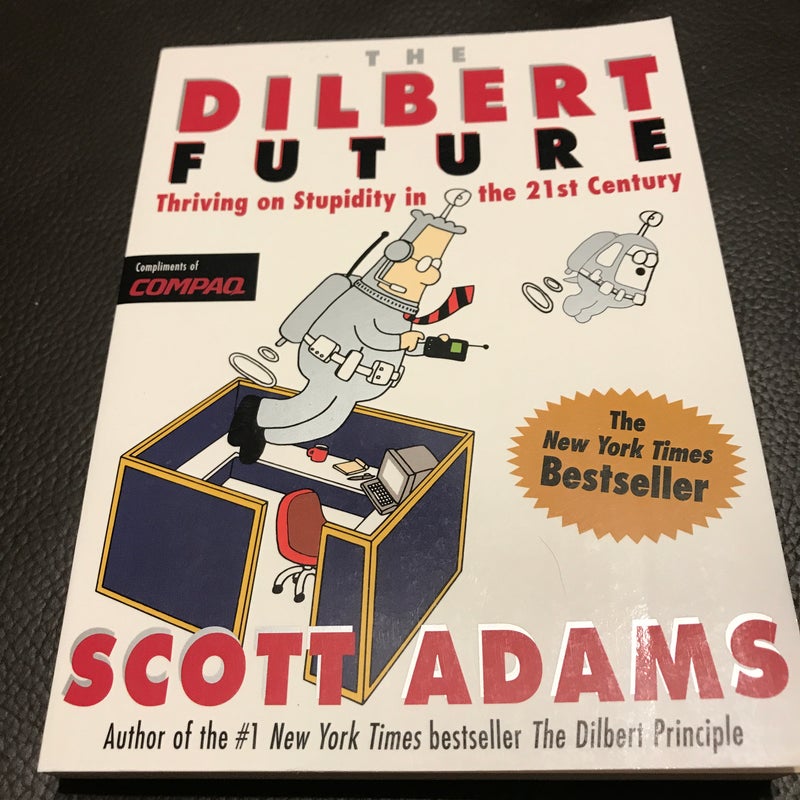 THE
DILBERT
FUTURE
Thriving on Stupidity in the 21st Century
Compliments of
COMPAQ
The
New York Times
Bestseller
SCOTT ADAMS
Author of the #1 New York Times bestseller The Dilbert Principle